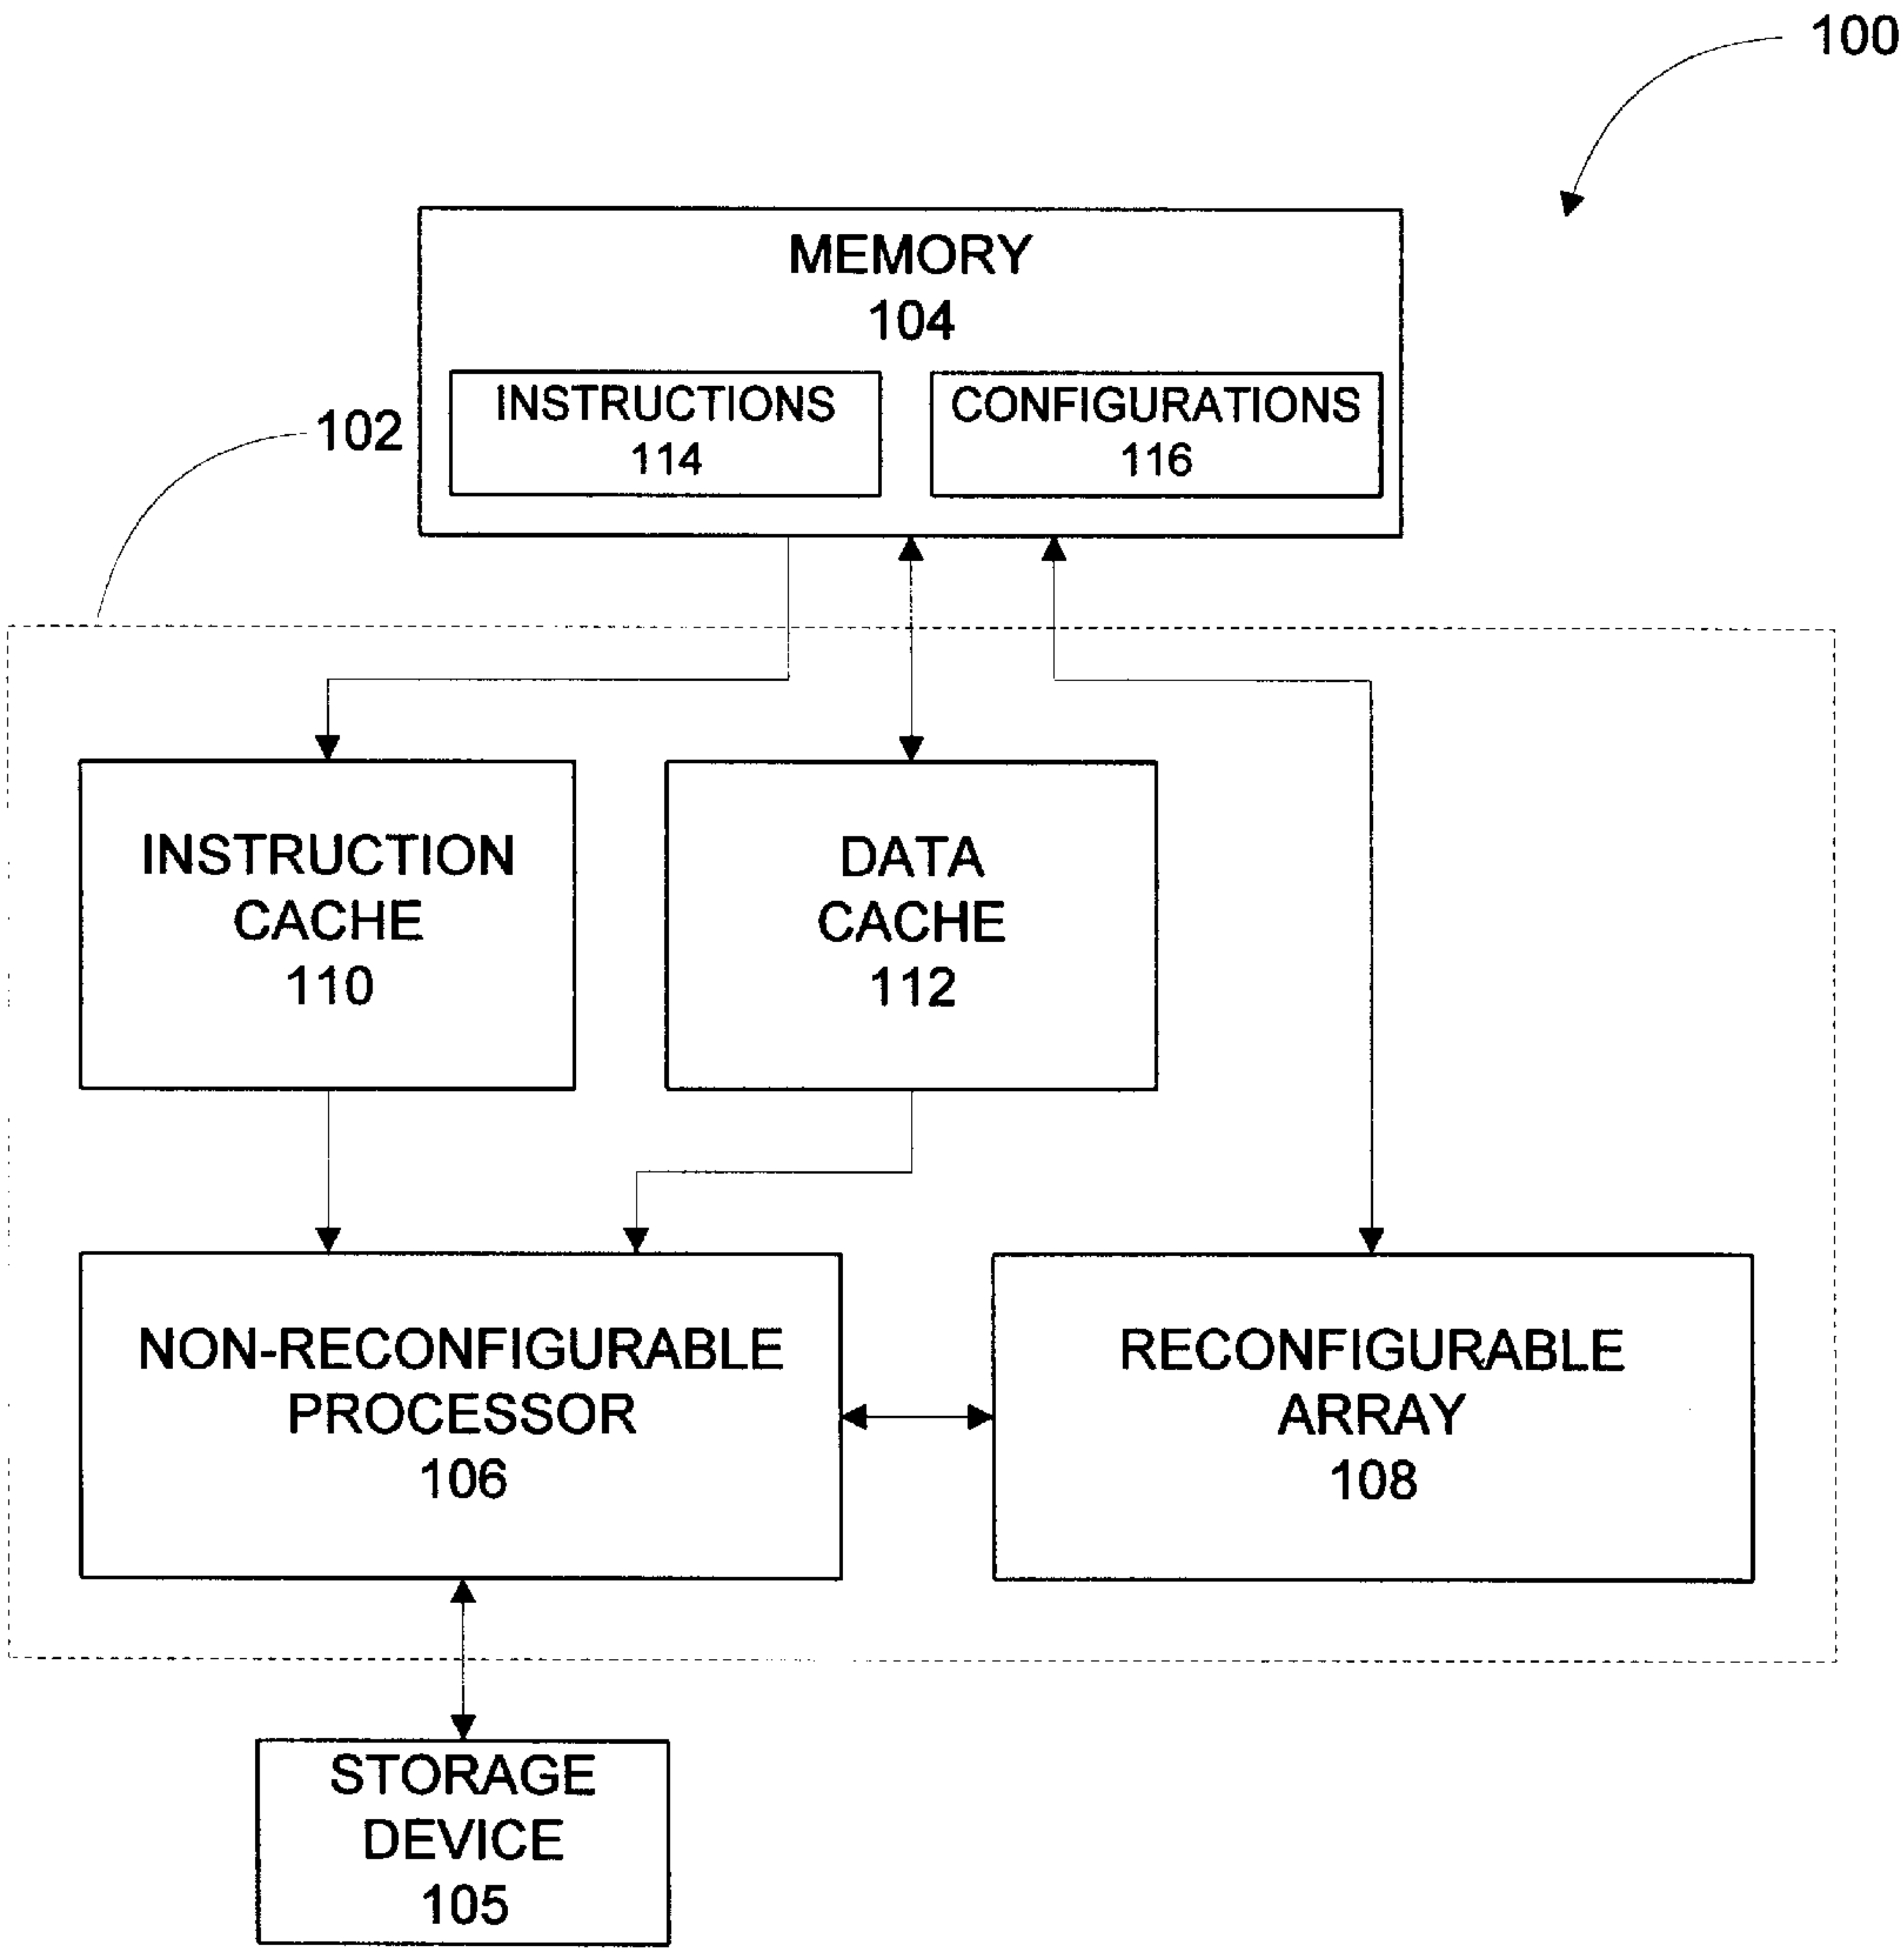 100
MEMORY
104
INSTRUCTIONS
114
CONFIGURATIONS
116
102
INSTRUCTION
CACHE
110
DATA
CACHE
112
NON-RECONFIGURABLE
PROCESSOR
106
RECONFIGURABLE
ARRAY
108
STORAGE
DEVICE
105